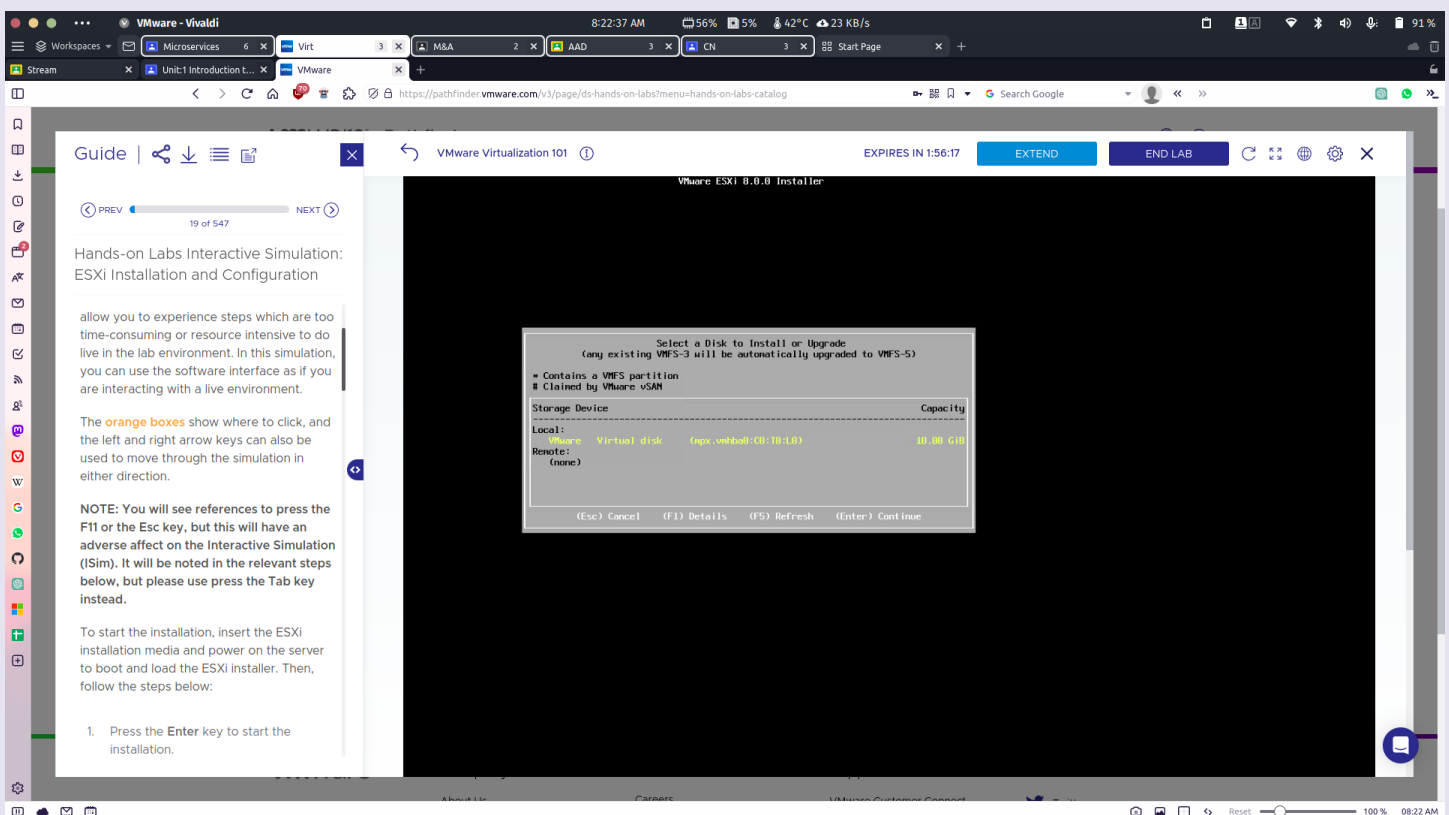 VMware - Vivaldi
8:22:37 AM
56% 5% 42°C 23 KB/s
1 A
91 %
Workspaces
Microservices 6
Virt 3
M&A 2
AAD 3
CN 3
Start Page
Stream
Unit:1 Introduction t...
VMware
70
https://pathfinder.vmware.com/v3/page/ds-hands-on-labs?menu=hands-on-labs-catalog
Search Google
Guide
VMware Virtualization 101
EXPIRES IN 1:56:17
EXTEND
END LAB
PREV
NEXT
19 of 547
Hands-on Labs Interactive Simulation:
ESXi Installation and Configuration
allow you to experience steps which are too
time-consuming or resource intensive to do
live in the lab environment. In this simulation,
you can use the software interface as if you
are interacting with a live environment.
The orange boxes show where to click, and
the left and right arrow keys can also be
used to move through the simulation in
either direction.
NOTE: You will see references to press the
F11 or the Esc key, but this will have an
adverse affect on the Interactive Simulation
(ISim). It will be noted in the relevant steps
below, but please use press the Tab key
instead.
To start the installation, insert the ESXi
installation media and power on the server
to boot and load the ESXi installer. Then,
follow the steps below:
1. Press the Enter key to start the
installation.
VMware ESXi 8.0.0 Installer
Select a Disk to Install or Upgrade
(any existing VMFS-3 will be automatically upgraded to VMFS-5)
* Contains a VMFS partition
# Claimed by VMware vSAN
Storage Device Capacity
Local:
VMware Virtual disk (mpx.vmhba0:C0:T0:L0) 10.00 GiB
Remote:
(none)
(Esc) Cancel (F1) Details (F5) Refresh (Enter) Continue
About Us
Careers
VMware Customer Connect
Reset
100 %
08:22 AM